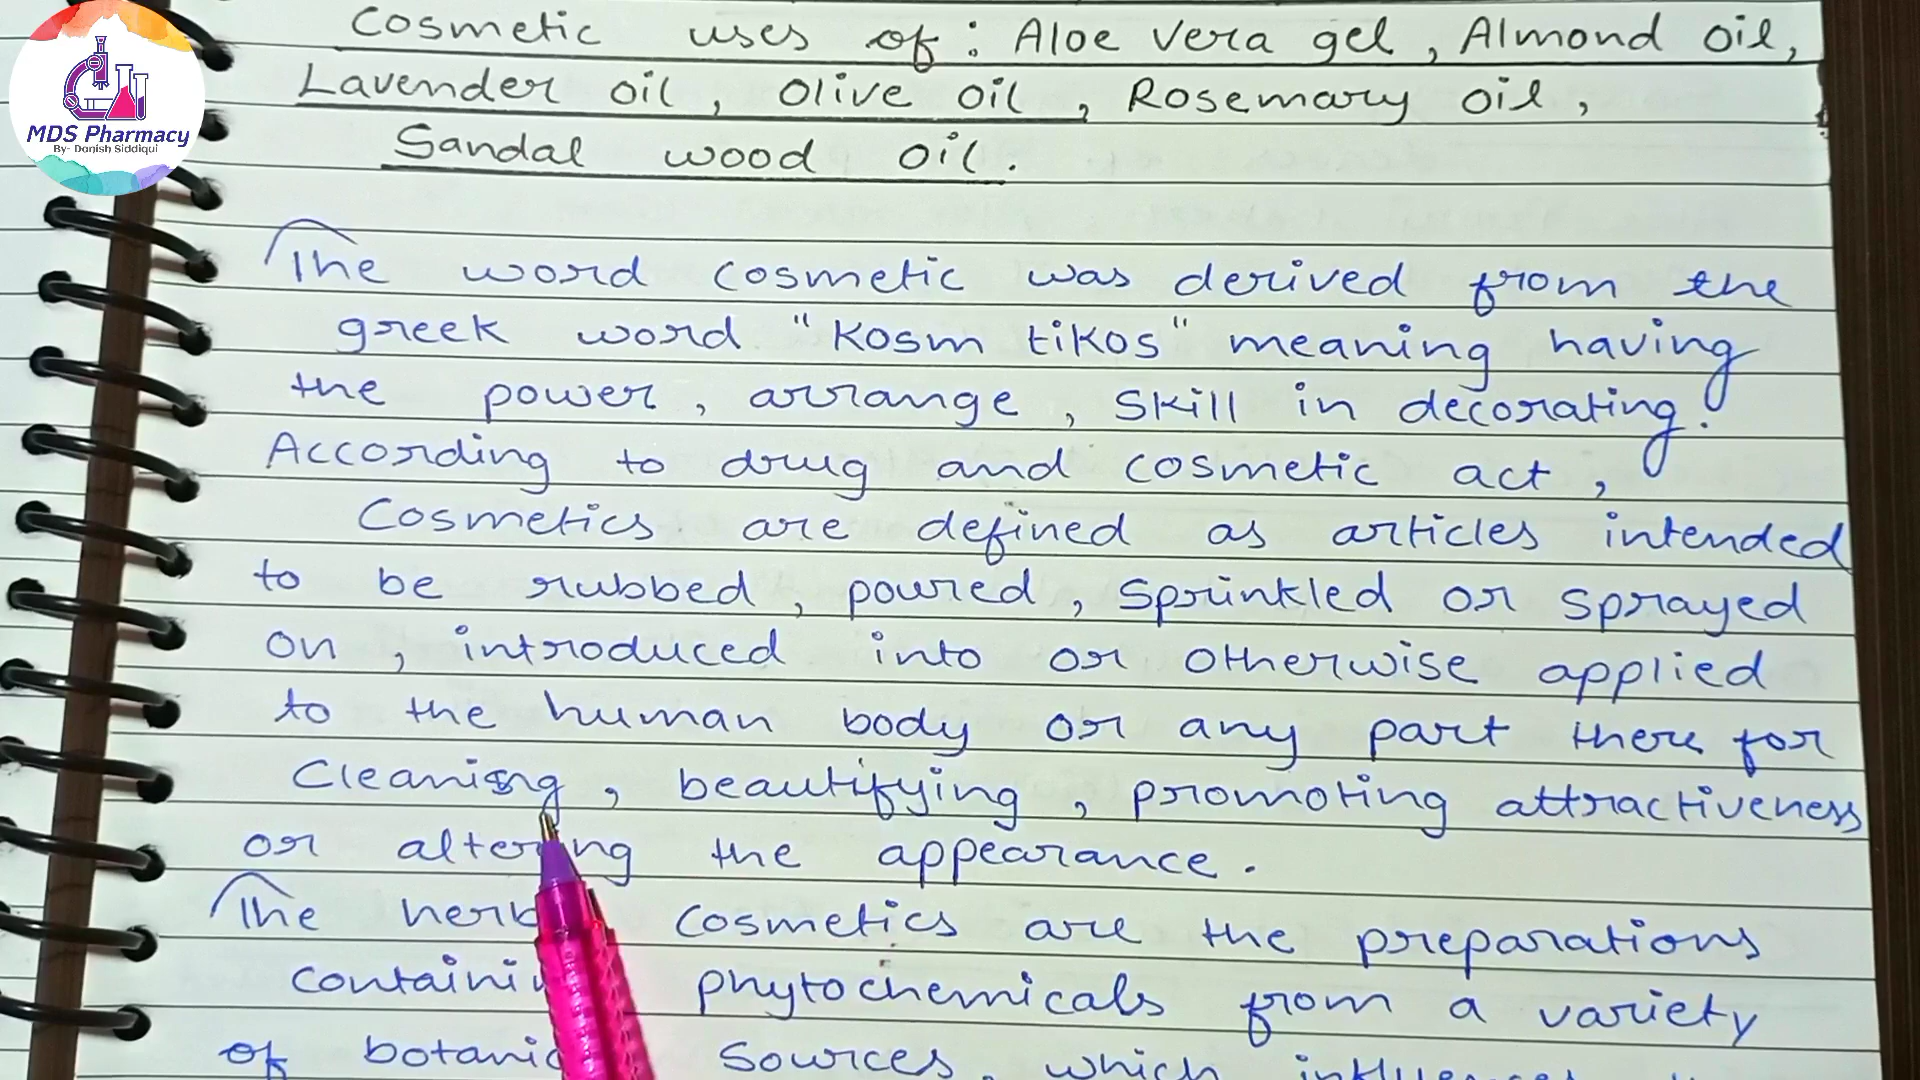 MDS Pharmacy
By- Danish Siddiqui
Cosmetic uses of : Aloe vera gel , Almond oil,
Lavender oil , olive oil , Rosemary oil ,
Sandal wood oil .
The word cosmetic was derived from the
greek word "Kosm tikos" meaning having
the power , arrange , skill in decorating .
According to drug and cosmetic act ,
Cosmetics are defined as articles intended
to be rubbed , poured , Sprinkled or sprayed
on , introduced into or otherwise applied
to the human body or any part there for
Cleanisng , beautifying , promoting attractiveness
or altering the appearance .
The cosmetics are the preparations
phytochemicals from a variety
of sources , which